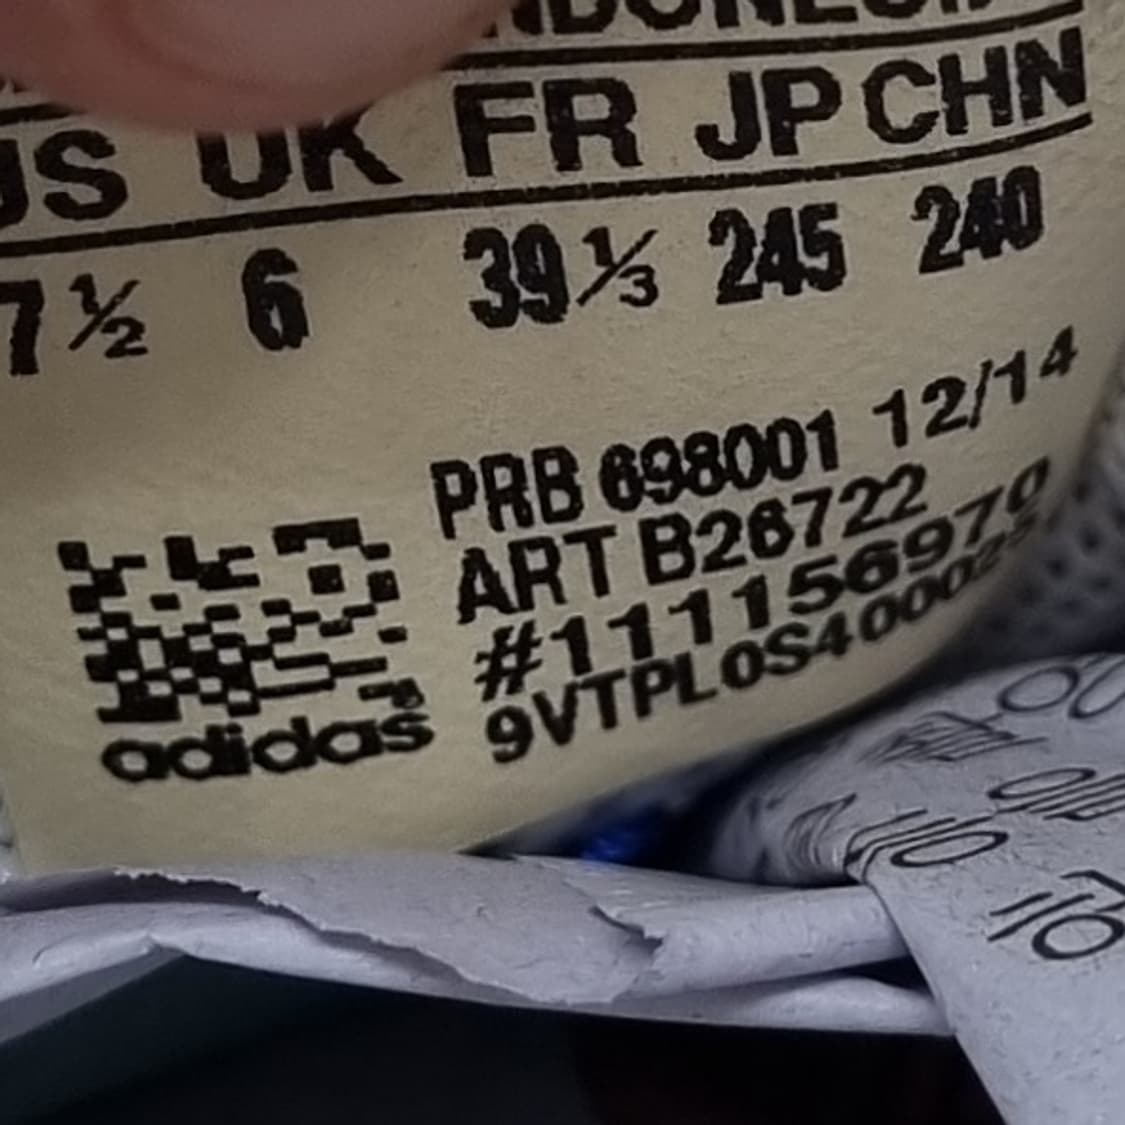 US UK FR JP CHN
7½ 6 39⅓ 245 240
PRB 698001 12/14
ART B26722
#111156970
9VTPL0S400025
adidas